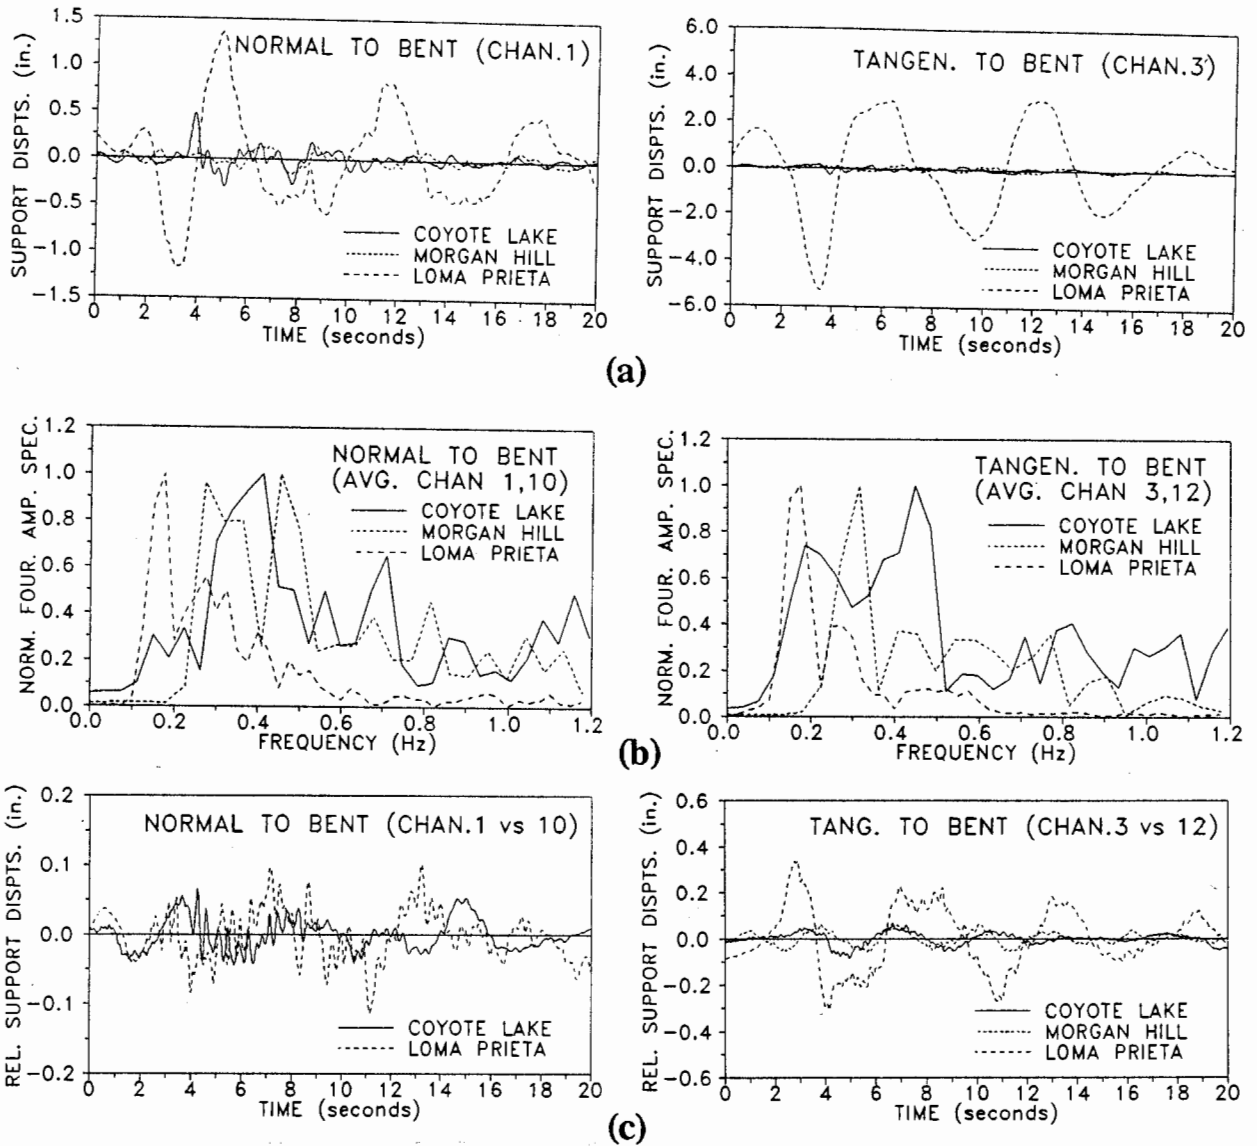 NORMAL TO BENT (CHAN.1)
SUPPORT DISPTS. (in.)
1.5
1.0
0.5
0.0
−0.5
−1.0
−1.5
COYOTE LAKE
MORGAN HILL
LOMA PRIETA
0 2 4 6 8 10 12 14 16 18 20
TIME (seconds)
TANGEN. TO BENT (CHAN.3)
SUPPORT DISPTS. (in.)
6.0
4.0
2.0
0.0
−2.0
−4.0
−6.0
COYOTE LAKE
MORGAN HILL
LOMA PRIETA
0 2 4 6 8 10 12 14 16 18 20
TIME (seconds)
(a)
NORMAL TO BENT
(AVG. CHAN 1,10)
NORM. FOUR. AMP. SPEC.
1.2
1.0
0.8
0.6
0.4
0.2
0.0
COYOTE LAKE
MORGAN HILL
LOMA PRIETA
0.0 0.2 0.4 0.6 0.8 1.0 1.2
FREQUENCY (Hz)
TANGEN. TO BENT
(AVG. CHAN 3,12)
NORM. FOUR. AMP. SPEC.
1.2
1.0
0.8
0.6
0.4
0.2
0.0
COYOTE LAKE
MORGAN HILL
LOMA PRIETA
0.0 0.2 0.4 0.6 0.8 1.0 1.2
FREQUENCY (Hz)
(b)
NORMAL TO BENT (CHAN.1 vs 10)
REL. SUPPORT DISPTS. (in.)
0.2
0.1
0.0
−0.1
−0.2
COYOTE LAKE
LOMA PRIETA
0 2 4 6 8 10 12 14 16 18 20
TIME (seconds)
TANG. TO BENT (CHAN.3 vs 12)
REL. SUPPORT DISPTS. (in.)
0.6
0.4
0.2
0.0
−0.2
−0.4
−0.6
COYOTE LAKE
MORGAN HILL
LOMA PRIETA
0 2 4 6 8 10 12 14 16 18 20
TIME (seconds)
(c)